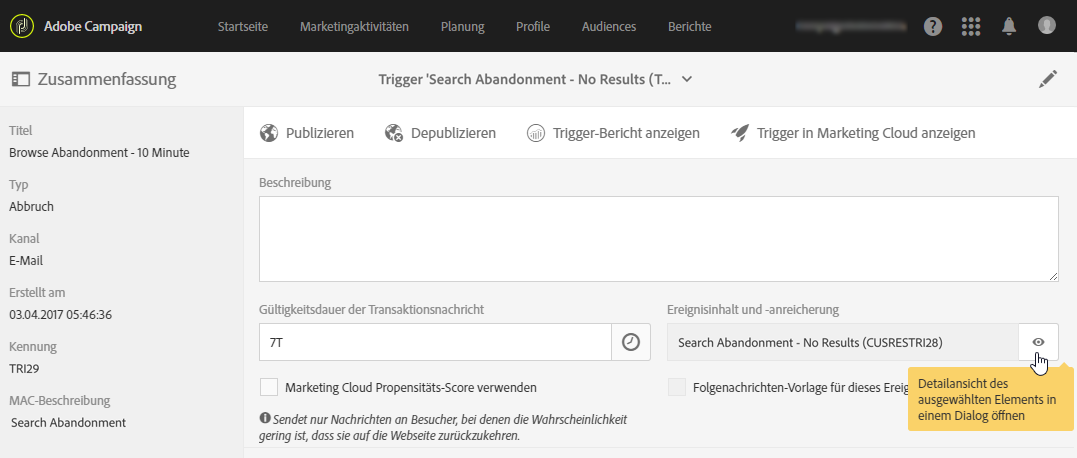 Adobe Campaign
Startseite
Marketingaktivitäten
Planung
Profile
Audiences
Berichte
?
Zusammenfassung
Trigger 'Search Abandonment - No Results (T...
Titel
Browse Abandonment - 10 Minute
Typ
Abbruch
Kanal
E-Mail
Erstellt am
03.04.2017 05:46:36
Kennung
TRI29
MAC-Beschreibung
Search Abandonment
Publizieren
Depublizieren
Trigger-Bericht anzeigen
Trigger in Marketing Cloud anzeigen
Beschreibung
Gültigkeitsdauer der Transaktionsnachricht
7T
Ereignisinhalt und -anreicherung
Search Abandonment - No Results (CUSRESTRI28)
Marketing Cloud Propensitäts-Score verwenden
Sendet nur Nachrichten an Besucher, bei denen die Wahrscheinlichkeit
gering ist, dass sie auf die Webseite zurückzukehren.
Folgenachrichten-Vorlage für dieses Ereig
Detailansicht des
ausgewählten Elements in
einem Dialog öffnen